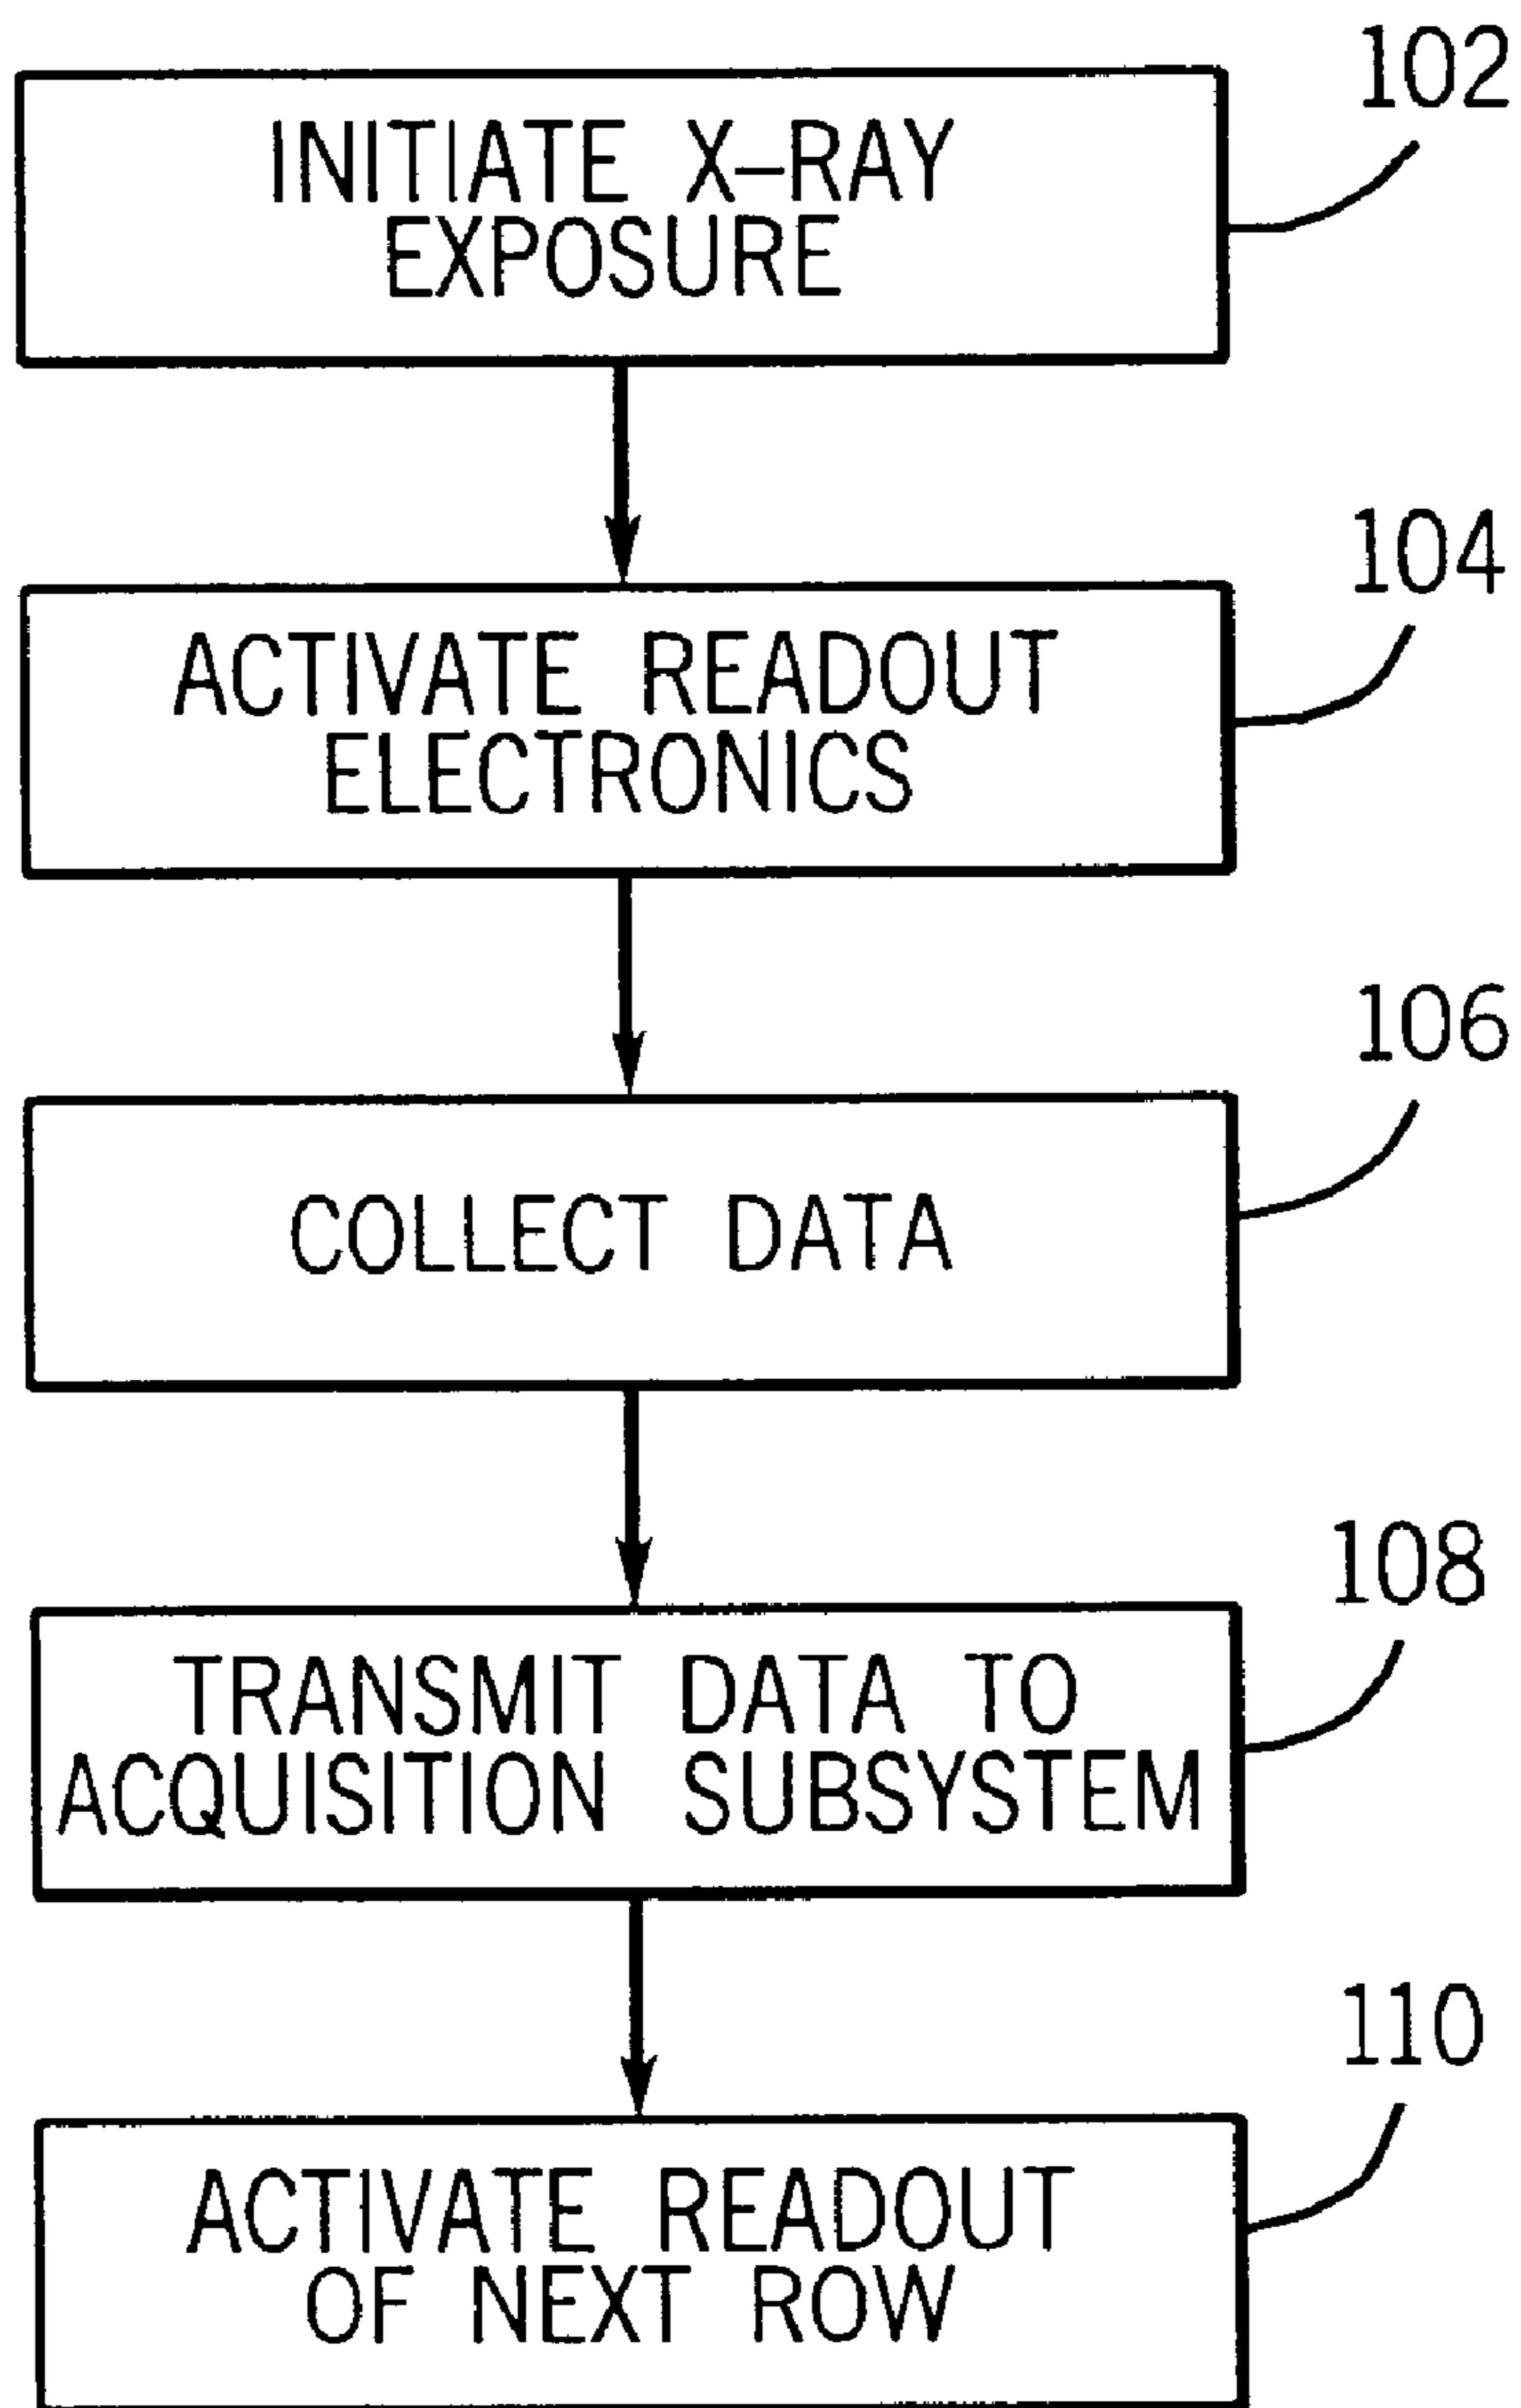 102
INITIATE X-RAY
EXPOSURE
104
ACTIVATE READOUT
ELECTRONICS
106
COLLECT DATA
108
TRANSMIT DATA TO
ACQUISITION SUBSYSTEM
110
ACTIVATE READOUT
OF NEXT ROW